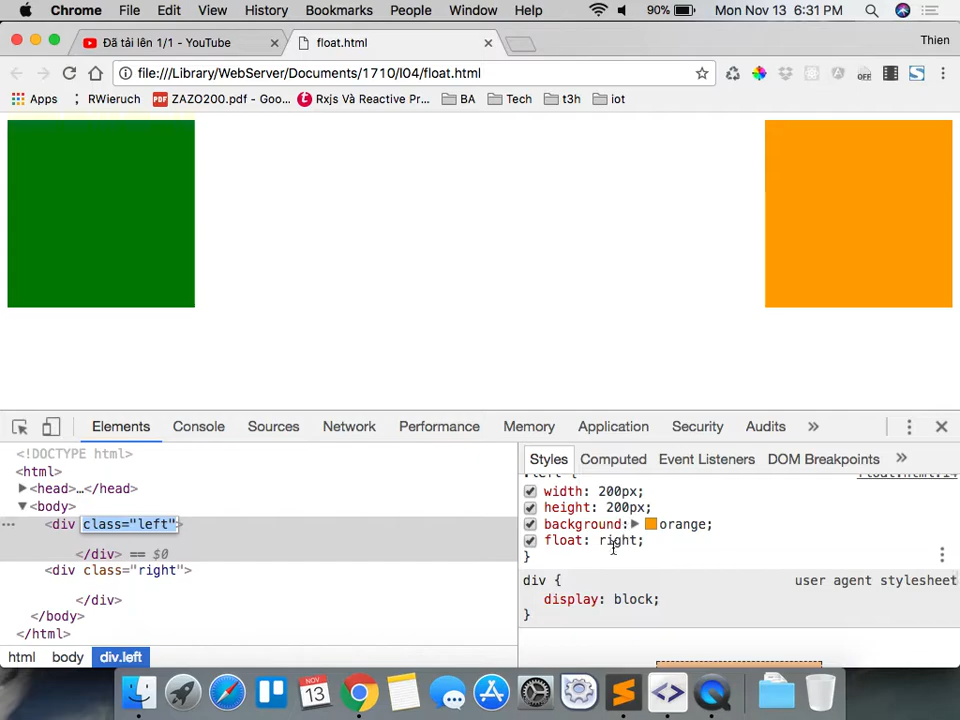 Chrome File Edit View History Bookmarks People Window Help 90% Mon Nov 13 6:31 PM
Đã tải lên 1/1 - YouTube float.html Thien
file:///Library/WebServer/Documents/1710/l04/float.html OFF
Apps RWieruch PDF ZAZO200.pdf - Goo... Rxjs Và Reactive Pr... BA Tech t3h iot
Elements Console Sources Network Performance Memory Application Security Audits »
<!DOCTYPE html>
<html>
<head>…</head>
<body>
<div class="left">
</div> == $0
<div class="right">
</div>
</body>
</html>
html body div.left
Styles Computed Event Listeners DOM Breakpoints »
width: 200px;
height: 200px;
background: orange;
float: right;
}
div { user agent stylesheet
display: block;
}
NOV
13